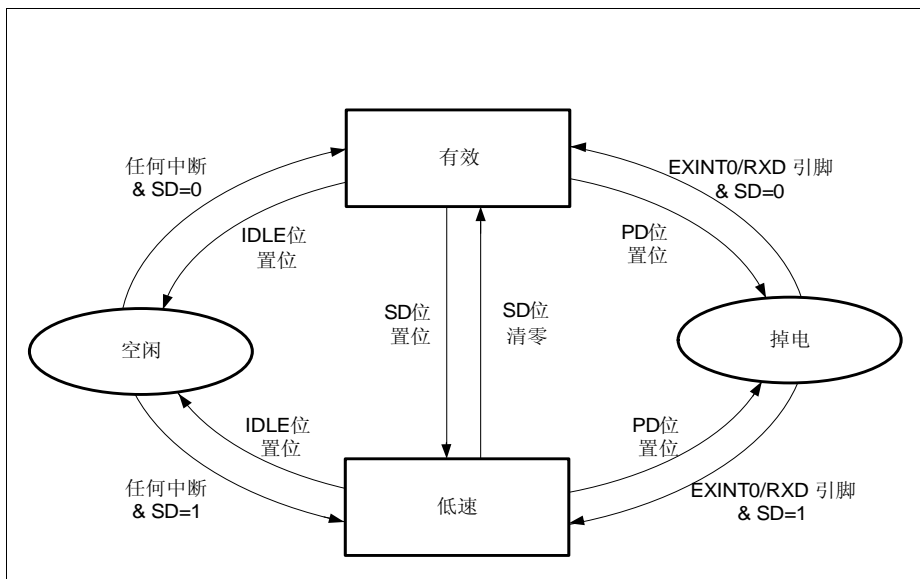 有效
任何中断
& SD=0
EXINT0/RXD 引脚
& SD=0
IDLE位
置位
PD位
置位
SD位
置位
SD位
清零
空闲
掉电
IDLE位
置位
PD位
置位
任何中断
& SD=1
低速
EXINT0/RXD 引脚
& SD=1